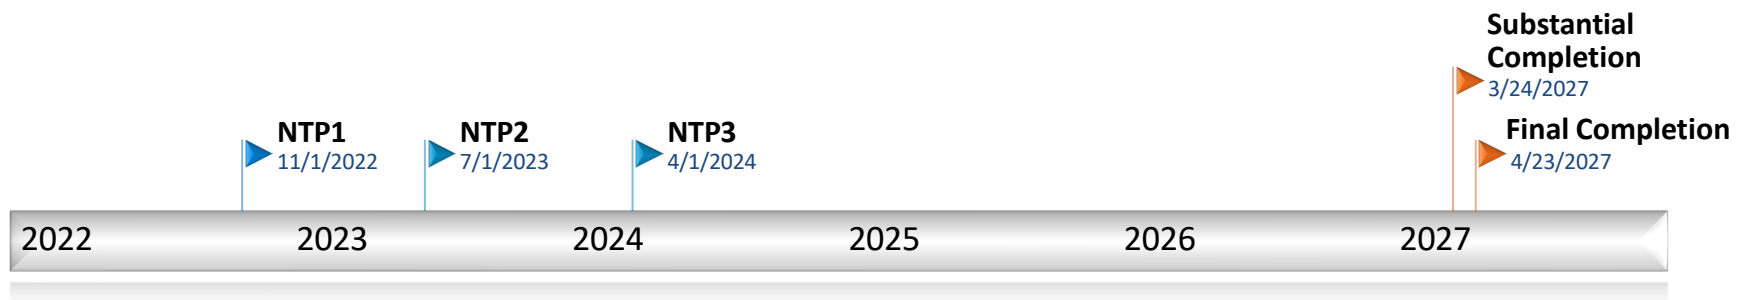 Substantial
Completion
3/24/2027
NTP1
11/1/2022
NTP2
7/1/2023
NTP3
4/1/2024
Final Completion
4/23/2027
2022
2023
2024
2025
2026
2027